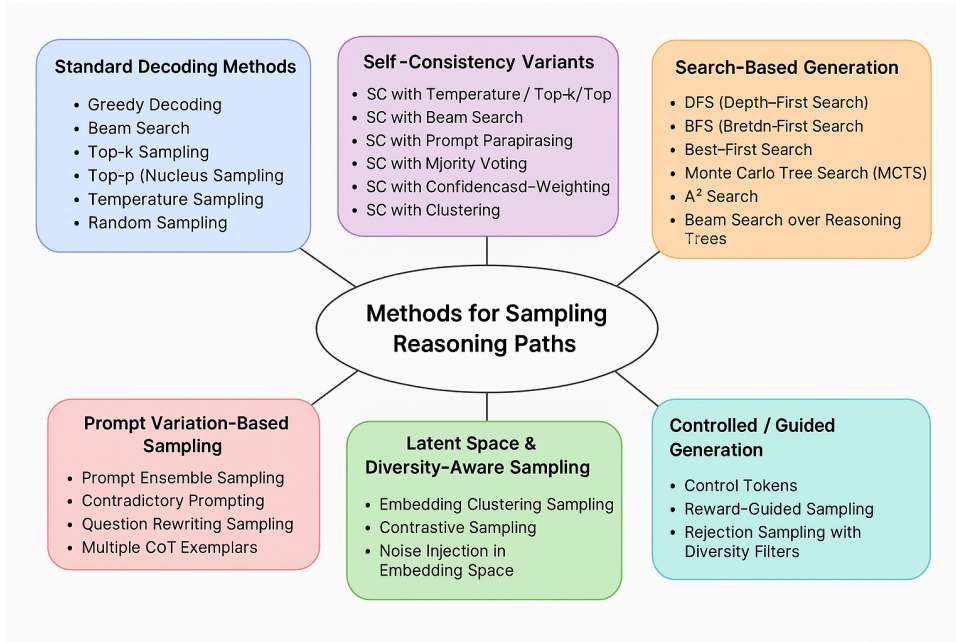 Standard Decoding Methods
• Greedy Decoding
• Beam Search
• Top-k Sampling
• Top-p (Nucleus Sampling
• Temperature Sampling
• Random Sampling
Self-Consistency Variants
• SC with Temperature / Top-k/Top
• SC with Beam Search
• SC with Prompt Parapirasing
• SC with Mjority Voting
• SC with Confidencasd-Weighting
• SC with Clustering
Search-Based Generation
• DFS (Depth–First Search)
• BFS (Bretdn-First Search
• Best–First Search
• Monte Carlo Tree Search (MCTS)
• A² Search
• Beam Search over Reasoning
Trees
Methods for Sampling
Reasoning Paths
Prompt Variation-Based
Sampling
• Prompt Ensemble Sampling
• Contradictory Prompting
• Question Rewriting Sampling
• Multiple CoT Exemplars
Latent Space &
Diversity-Aware Sampling
• Embedding Clustering Sampling
• Contrastive Sampling
• Noise Injection in
Embedding Space
Controlled / Guided
Generation
• Control Tokens
• Reward-Guided Sampling
• Rejection Sampling with
Diversity Filters